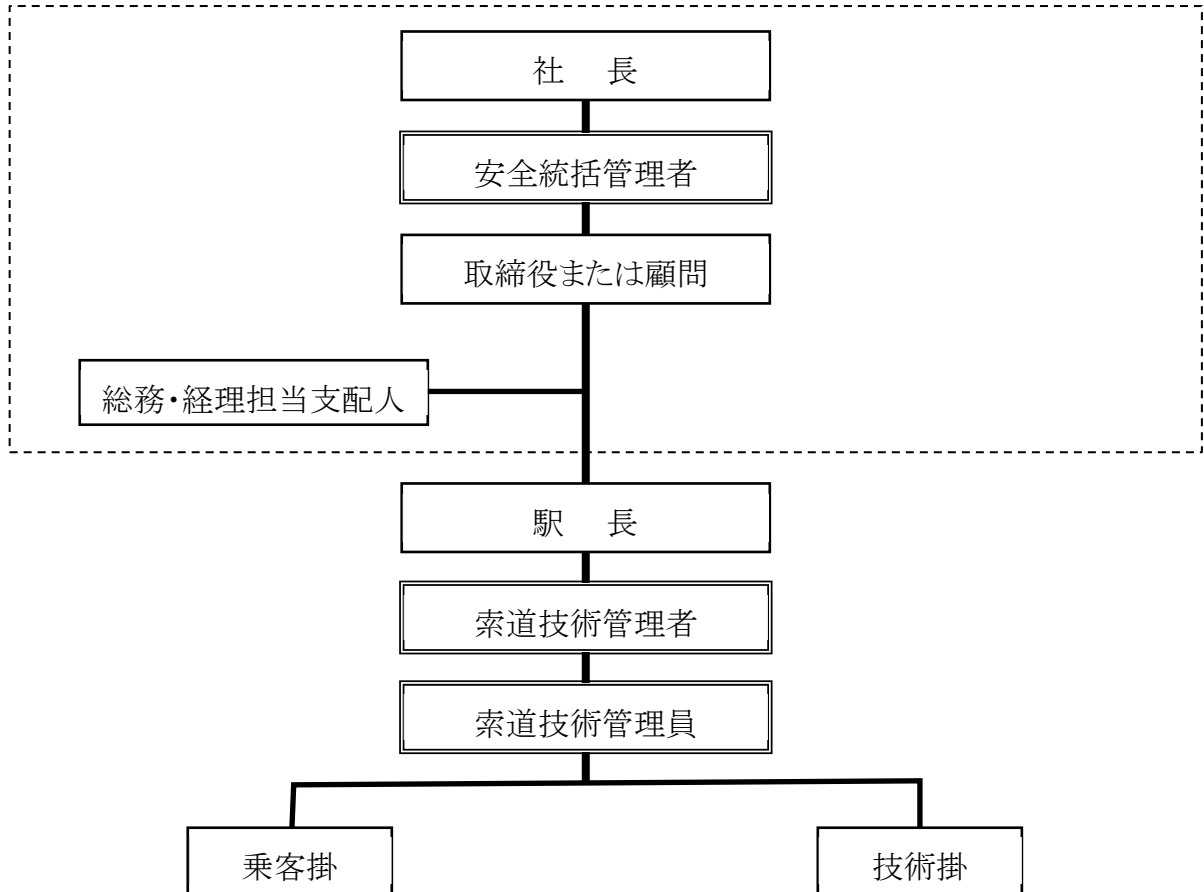 社 長
安全統括管理者
取締役または顧問
総務・経理担当支配人
駅 長
索道技術管理者
索道技術管理員
乗客掛
技術掛